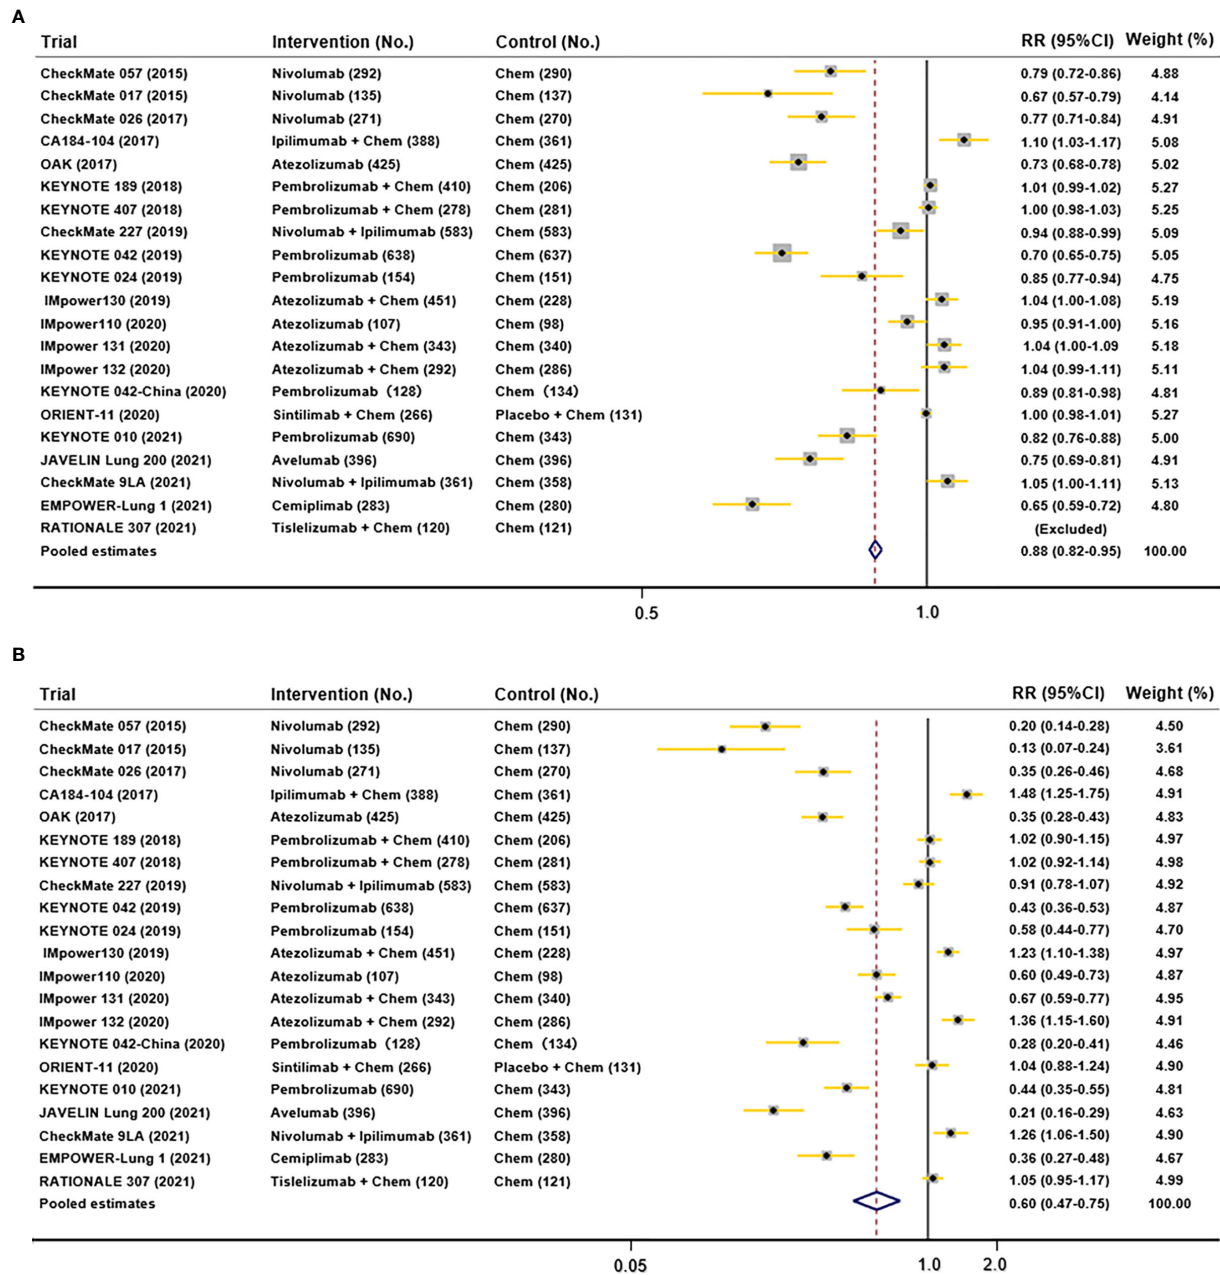 A
Trial Intervention (No.) Control (No.) RR (95%CI) Weight (%)
CheckMate 057 (2015) Nivolumab (292) Chem (290) 0.79 (0.72-0.86) 4.88
CheckMate 017 (2015) Nivolumab (135) Chem (137) 0.67 (0.57-0.79) 4.14
CheckMate 026 (2017) Nivolumab (271) Chem (270) 0.77 (0.71-0.84) 4.91
CA184-104 (2017) Ipilimumab + Chem (388) Chem (361) 1.10 (1.03-1.17) 5.08
OAK (2017) Atezolizumab (425) Chem (425) 0.73 (0.68-0.78) 5.02
KEYNOTE 189 (2018) Pembrolizumab + Chem (410) Chem (206) 1.01 (0.99-1.02) 5.27
KEYNOTE 407 (2018) Pembrolizumab + Chem (278) Chem (281) 1.00 (0.98-1.03) 5.25
CheckMate 227 (2019) Nivolumab + Ipilimumab (583) Chem (583) 0.94 (0.88-0.99) 5.09
KEYNOTE 042 (2019) Pembrolizumab (638) Chem (637) 0.70 (0.65-0.75) 5.05
KEYNOTE 024 (2019) Pembrolizumab (154) Chem (151) 0.85 (0.77-0.94) 4.75
IMpower130 (2019) Atezolizumab + Chem (451) Chem (228) 1.04 (1.00-1.08) 5.19
IMpower110 (2020) Atezolizumab (107) Chem (98) 0.95 (0.91-1.00) 5.16
IMpower 131 (2020) Atezolizumab + Chem (343) Chem (340) 1.04 (1.00-1.09 5.18
IMpower 132 (2020) Atezolizumab + Chem (292) Chem (286) 1.04 (0.99-1.11) 5.11
KEYNOTE 042-China (2020) Pembrolizumab（128） Chem（134） 0.89 (0.81-0.98) 4.81
ORIENT-11 (2020) Sintilimab + Chem (266) Placebo + Chem (131) 1.00 (0.98-1.01) 5.27
KEYNOTE 010 (2021) Pembrolizumab (690) Chem (343) 0.82 (0.76-0.88) 5.00
JAVELIN Lung 200 (2021) Avelumab (396) Chem (396) 0.75 (0.69-0.81) 4.91
CheckMate 9LA (2021) Nivolumab + Ipilimumab (361) Chem (358) 1.05 (1.00-1.11) 5.13
EMPOWER-Lung 1 (2021) Cemiplimab (283) Chem (280) 0.65 (0.59-0.72) 4.80
RATIONALE 307 (2021) Tislelizumab + Chem (120) Chem (121) (Excluded)
Pooled estimates 0.88 (0.82-0.95) 100.00
0.5 1.0
B
Trial Intervention (No.) Control (No.) RR (95%CI) Weight (%)
CheckMate 057 (2015) Nivolumab (292) Chem (290) 0.20 (0.14-0.28) 4.50
CheckMate 017 (2015) Nivolumab (135) Chem (137) 0.13 (0.07-0.24) 3.61
CheckMate 026 (2017) Nivolumab (271) Chem (270) 0.35 (0.26-0.46) 4.68
CA184-104 (2017) Ipilimumab + Chem (388) Chem (361) 1.48 (1.25-1.75) 4.91
OAK (2017) Atezolizumab (425) Chem (425) 0.35 (0.28-0.43) 4.83
KEYNOTE 189 (2018) Pembrolizumab + Chem (410) Chem (206) 1.02 (0.90-1.15) 4.97
KEYNOTE 407 (2018) Pembrolizumab + Chem (278) Chem (281) 1.02 (0.92-1.14) 4.98
CheckMate 227 (2019) Nivolumab + Ipilimumab (583) Chem (583) 0.91 (0.78-1.07) 4.92
KEYNOTE 042 (2019) Pembrolizumab (638) Chem (637) 0.43 (0.36-0.53) 4.87
KEYNOTE 024 (2019) Pembrolizumab (154) Chem (151) 0.58 (0.44-0.77) 4.70
IMpower130 (2019) Atezolizumab + Chem (451) Chem (228) 1.23 (1.10-1.38) 4.97
IMpower110 (2020) Atezolizumab (107) Chem (98) 0.60 (0.49-0.73) 4.87
IMpower 131 (2020) Atezolizumab + Chem (343) Chem (340) 0.67 (0.59-0.77) 4.95
IMpower 132 (2020) Atezolizumab + Chem (292) Chem (286) 1.36 (1.15-1.60) 4.91
KEYNOTE 042-China (2020) Pembrolizumab（128） Chem（134） 0.28 (0.20-0.41) 4.46
ORIENT-11 (2020) Sintilimab + Chem (266) Placebo + Chem (131) 1.04 (0.88-1.24) 4.90
KEYNOTE 010 (2021) Pembrolizumab (690) Chem (343) 0.44 (0.35-0.55) 4.81
JAVELIN Lung 200 (2021) Avelumab (396) Chem (396) 0.21 (0.16-0.29) 4.63
CheckMate 9LA (2021) Nivolumab + Ipilimumab (361) Chem (358) 1.26 (1.06-1.50) 4.90
EMPOWER-Lung 1 (2021) Cemiplimab (283) Chem (280) 0.36 (0.27-0.48) 4.67
RATIONALE 307 (2021) Tislelizumab + Chem (120) Chem (121) 1.05 (0.95-1.17) 4.99
Pooled estimates 0.60 (0.47-0.75) 100.00
0.05 1.0 2.0